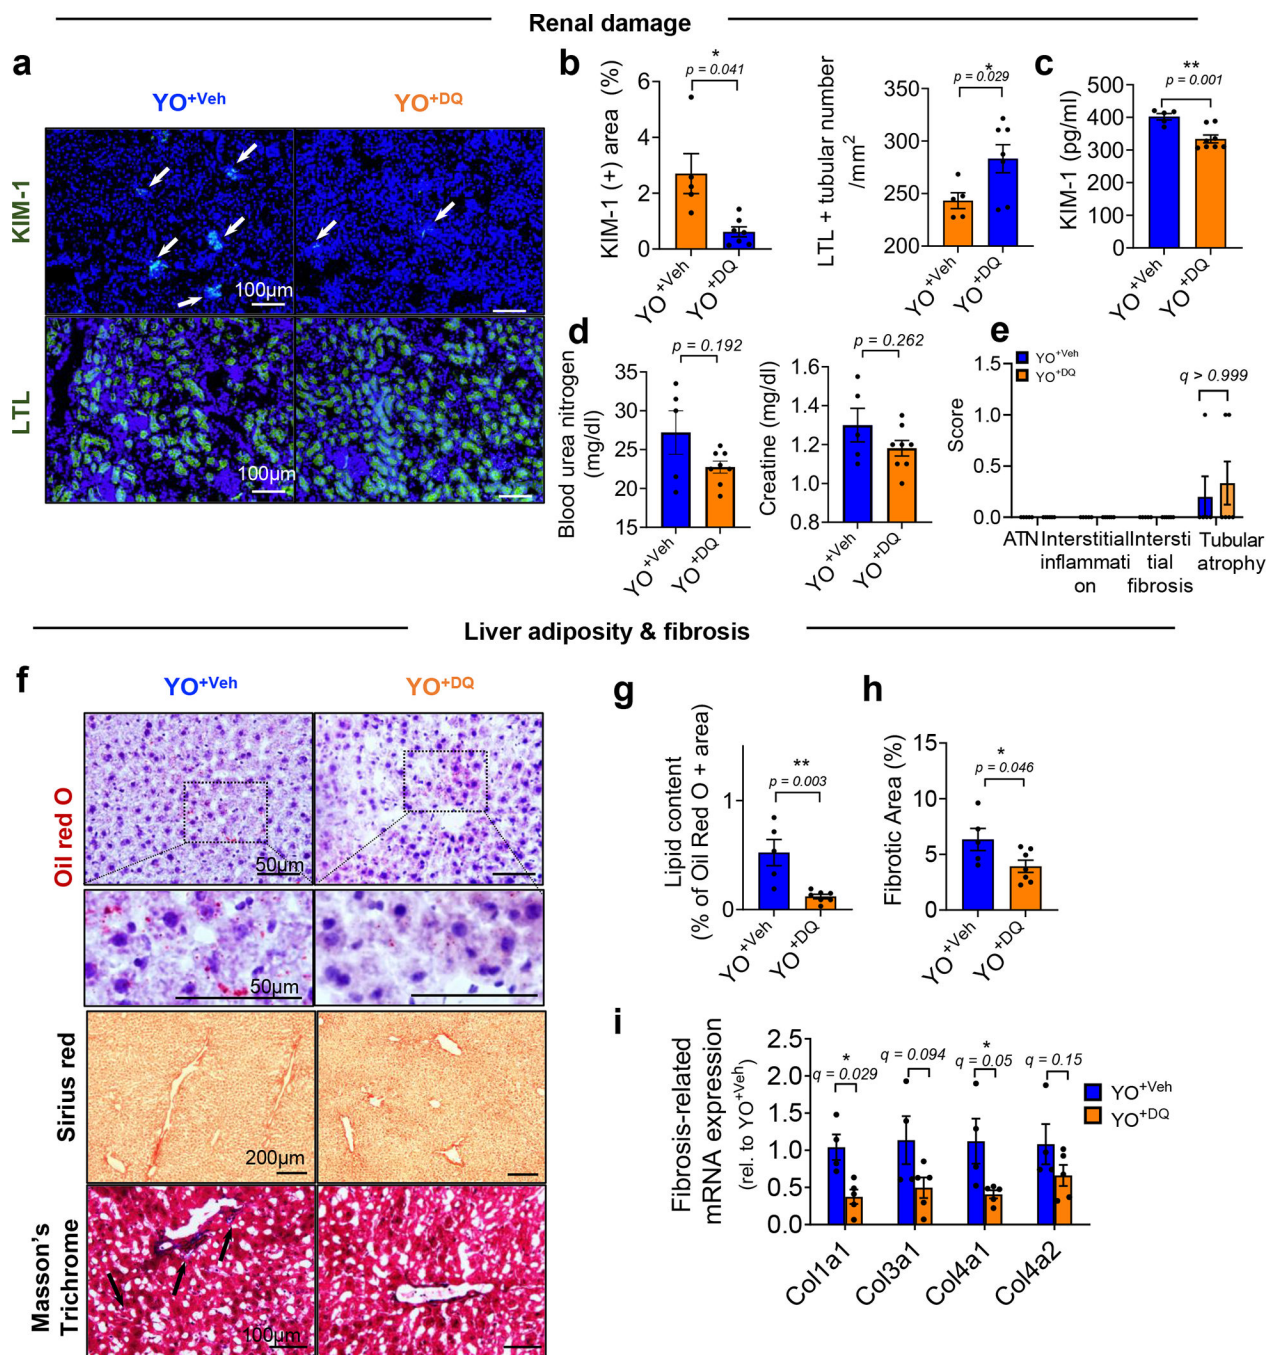 Renal damage
a
YO+Veh
YO+DQ
KIM-1
100µm
LTL
100µm
b
KIM-1 (+) area (%)
6
4
2
0
*
p = 0.041
YO+Veh
YO+DQ
LTL + tubular number
/mm2
350
300
250
200
*
p = 0.029
YO+Veh
YO+DQ
c
KIM-1 (pg/ml)
500
400
300
200
100
0
**
p = 0.001
YO+Veh
YO+DQ
d
Blood urea nitrogen
(mg/dl)
35
30
25
20
15
p = 0.192
YO+Veh
YO+DQ
Creatine (mg/dl)
1.6
1.4
1.2
1.0
0.8
p = 0.262
YO+Veh
YO+DQ
e
Score
1.5
1.0
0.5
0.0
YO+Veh
YO+DQ
q > 0.999
ATN
Interstitial
inflammati
on
Intersti
tial
fibrosis
Tubular
atrophy
Liver adiposity & fibrosis
f
YO+Veh
YO+DQ
Oil red O
50µm
50µm
Sirius red
200µm
Masson's
Trichrome
100µm
g
Lipid content
(% of Oil Red O + area)
1
0
**
p = 0.003
YO+Veh
YO+DQ
h
Fibrotic Area (%)
15
10
5
0
*
p = 0.046
YO+Veh
YO+DQ
i
Fibrosis-related
mRNA expression
(rel. to YO+Veh)
2.5
2.0
1.5
1.0
0.5
0.0
*
q = 0.029
q = 0.094
*
q = 0.05
q = 0.15
YO+Veh
YO+DQ
Col1a1
Col3a1
Col4a1
Col4a2